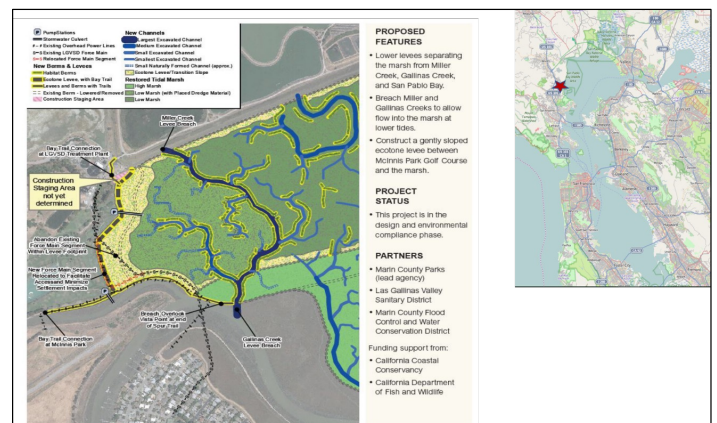 Pump Stations
Stormwater Culvert
Existing Overhead Power Lines
Existing LGVSD Force Main
Relocated Force Main Segment
New Berms & Levees
Habitat Berms
Ecotone Levee, with Bay Trail
Levees and Berms with Trails
Existing Berm - Lowered/Removed
Construction Staging Area
New Channels
Largest Excavated Channel
Medium Excavated Channel
Small Excavated Channel
Smallest Excavated Channel
Small Naturally Formed Channel (approx.)
Ecotone Levee/Transition Slope
Restored Tidal Marsh
High Marsh
Low Marsh (with Placed Dredge Material)
Low Marsh
Miller Creek
Levee Breach
Bay Trail Connection
at LGVSD Treatment Plant
Construction
Staging Area
not yet
determined
P
Abandon Existing
Force Main Segment
Within Levee Footprint
New Force Main Segment
Relocated to Facilitate
Access and Minimize
Settlement Impacts
P
Bay Trail Connection
at McInnis Park
Breach Overlook
Vista Point at end
of Spur Trail
Gallinas Creek
Levee Breach
PROPOSED
FEATURES
• Lower levees separating
the marsh from Miller
Creek, Gallinas Creek,
and San Pablo Bay.
• Breach Miller and
Gallinas Creeks to allow
flow into the marsh at
lower tides.
• Construct a gently sloped
ecotone levee between
McInnis Park Golf Course
and the marsh.
PROJECT
STATUS
• This project is in the
design and environmental
compliance phase.
PARTNERS
• Marin County Parks
(lead agency)
• Las Gallinas Valley
Sanitary District
• Marin County Flood
Control and Water
Conservation District
Funding support from:
• California Coastal
Conservancy
• California Department
of Fish and Wildlife